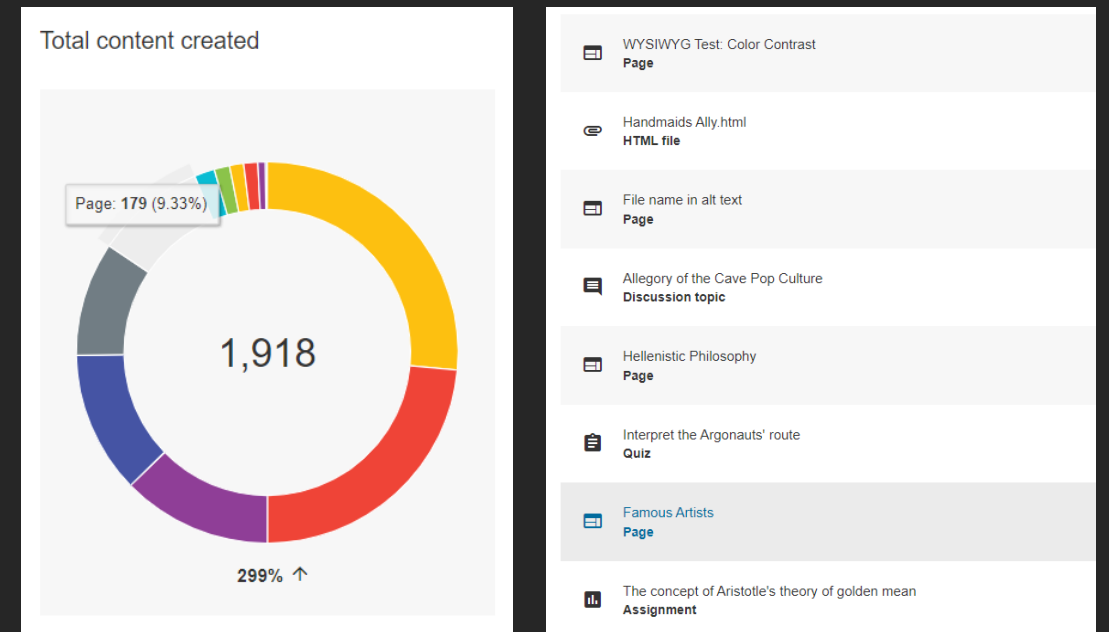 Total content created
Page: 179 (9.33%)
1,918
299% ↑
WYSIWYG Test: Color Contrast
Page
Handmaids Ally.html
HTML file
File name in alt text
Page
Allegory of the Cave Pop Culture
Discussion topic
Hellenistic Philosophy
Page
Interpret the Argonauts' route
Quiz
Famous Artists
Page
The concept of Aristotle's theory of golden mean
Assignment